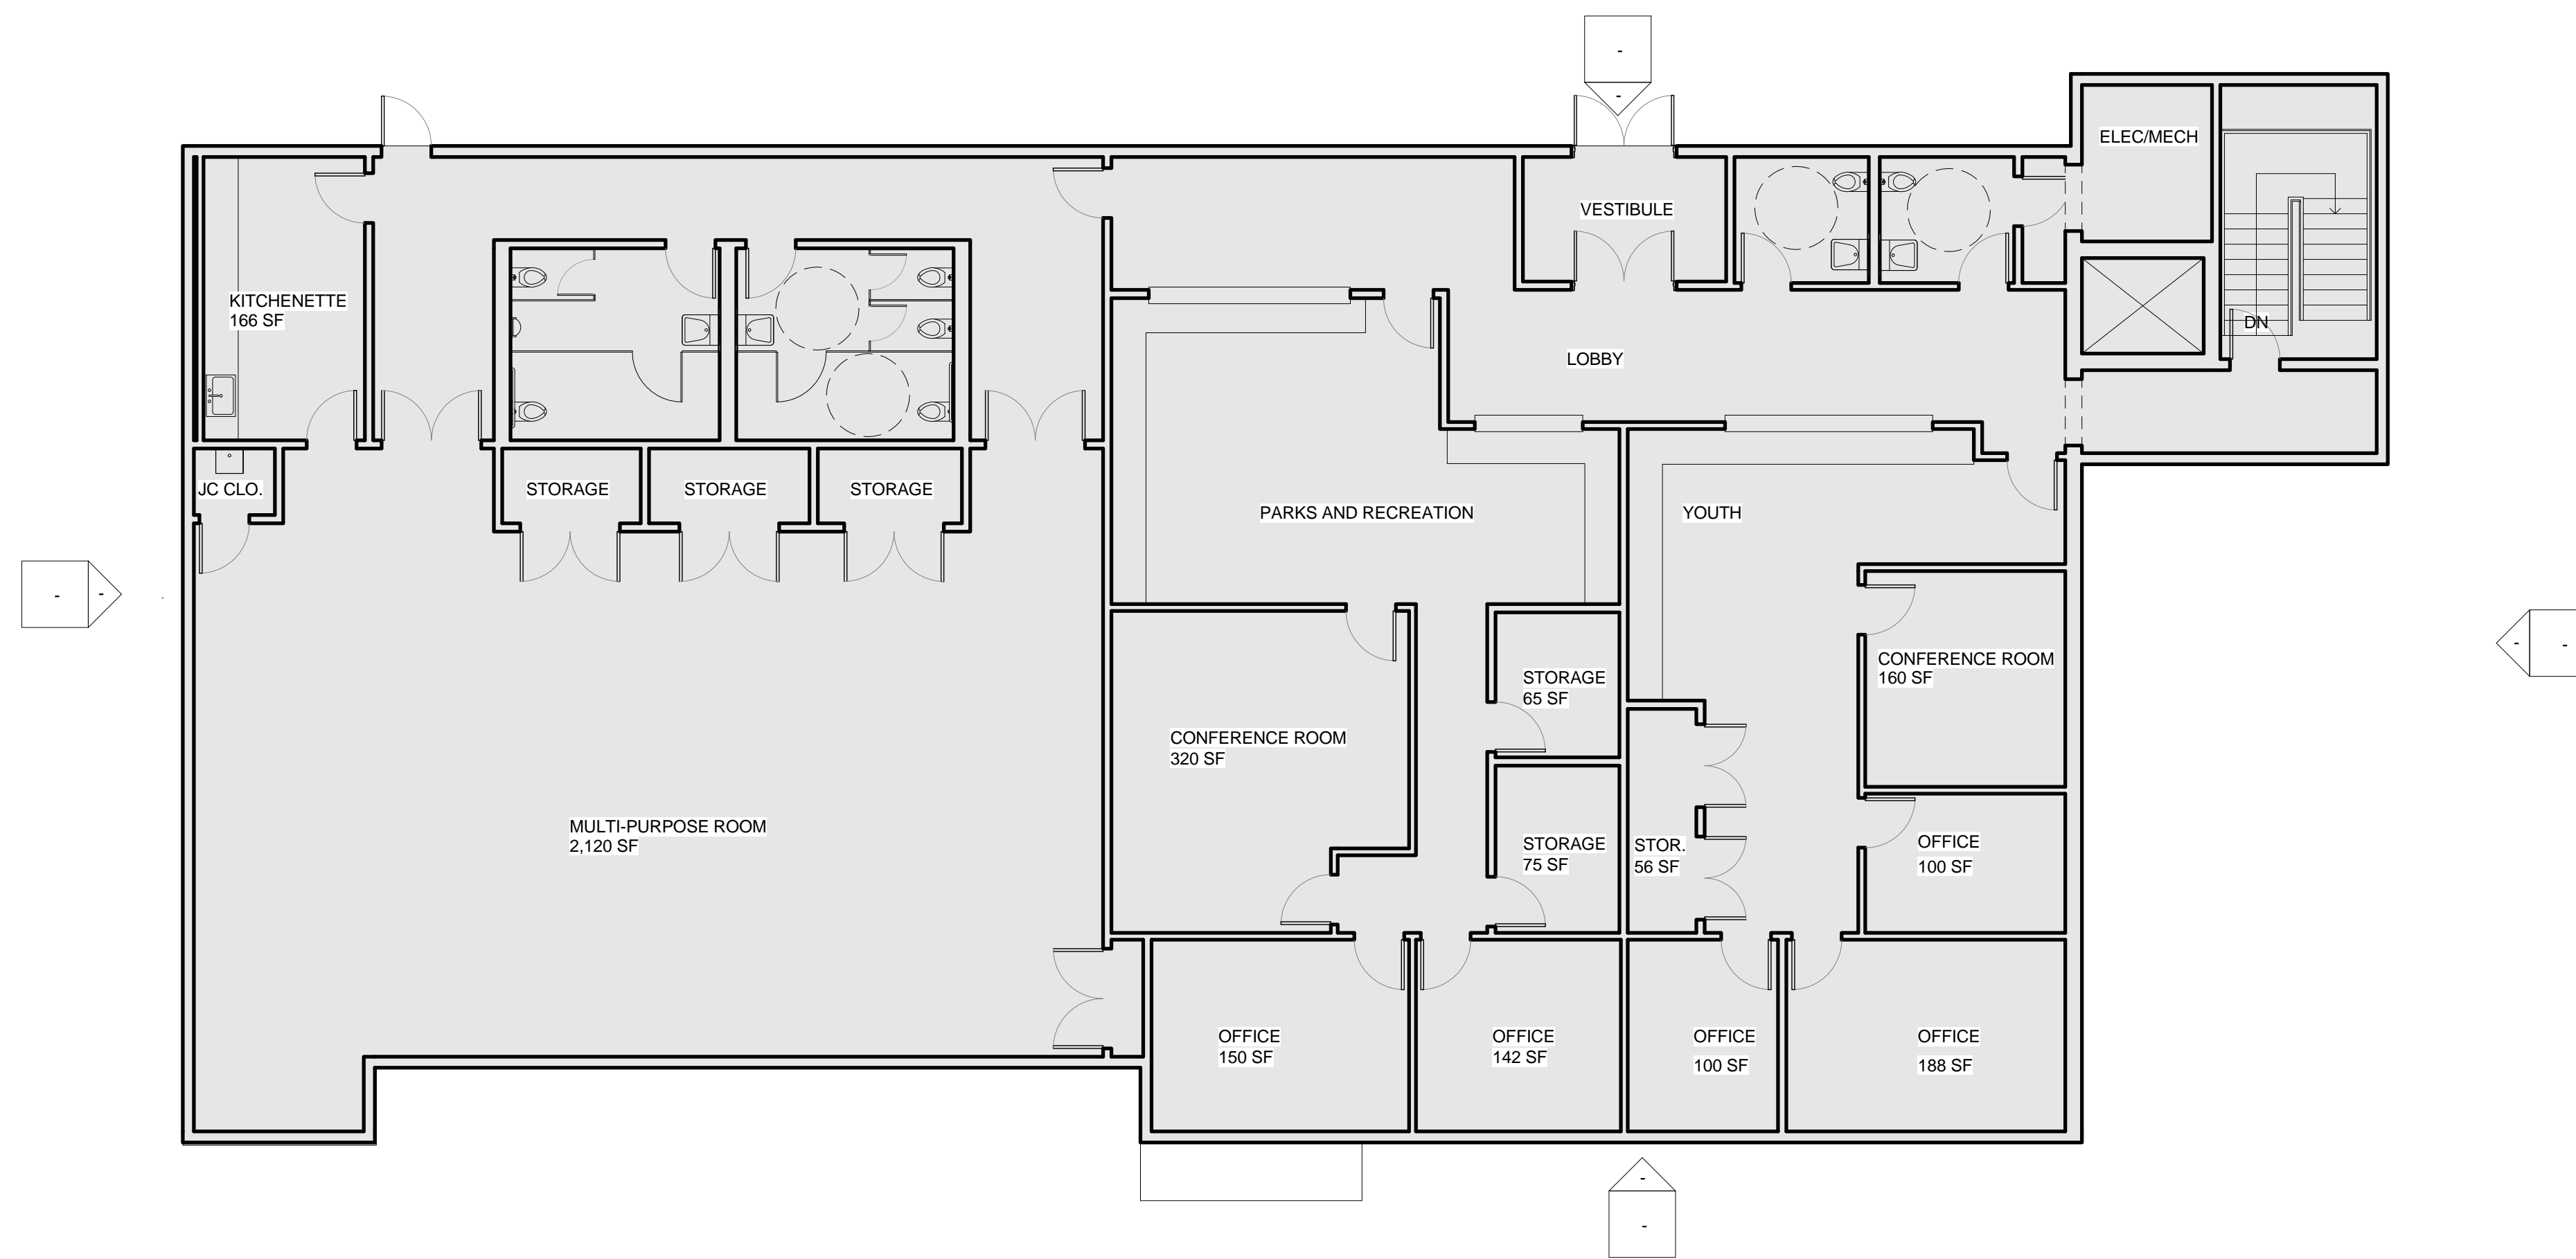 -
-
ELEC/MECH
VESTIBULE
KITCHENETTE
166 SF
DN
LOBBY
JC CLO.
STORAGE
STORAGE
STORAGE
PARKS AND RECREATION
YOUTH
-
-
-
-
CONFERENCE ROOM
160 SF
STORAGE
65 SF
CONFERENCE ROOM
320 SF
MULTI-PURPOSE ROOM
2,120 SF
STORAGE
75 SF
STOR.
56 SF
OFFICE
100 SF
OFFICE
150 SF
OFFICE
142 SF
OFFICE
100 SF
OFFICE
188 SF
-
-